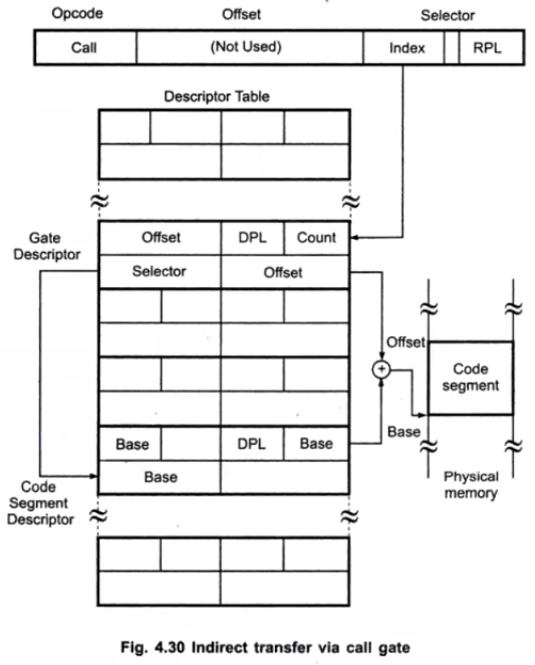 Opcode Offset Selector
Call (Not Used) Index RPL
Descriptor Table
Gate
Descriptor
Offset DPL Count
Selector Offset
Offset
+
Code
segment
Base DPL Base
Base
Base
Code
Segment
Descriptor
Physical
memory
Fig. 4.30 Indirect transfer via call gate